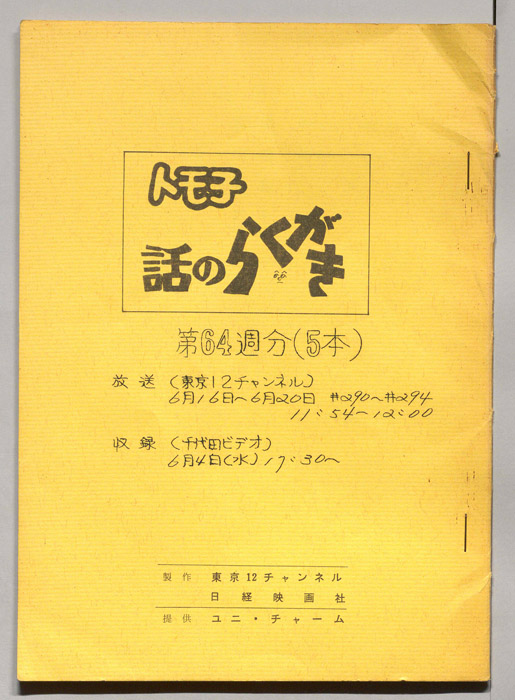 トモ子
話のらくがき
第64週分(5本)
放送 (東京12チャンネル)
6月16日~6月20日 #290~#294
11:54~12:00
収録 (千代田ビデオ)
6月4日(水) 17:30~
製作 東京12チャンネル
日経映画社
提供 ユニ・チャーム